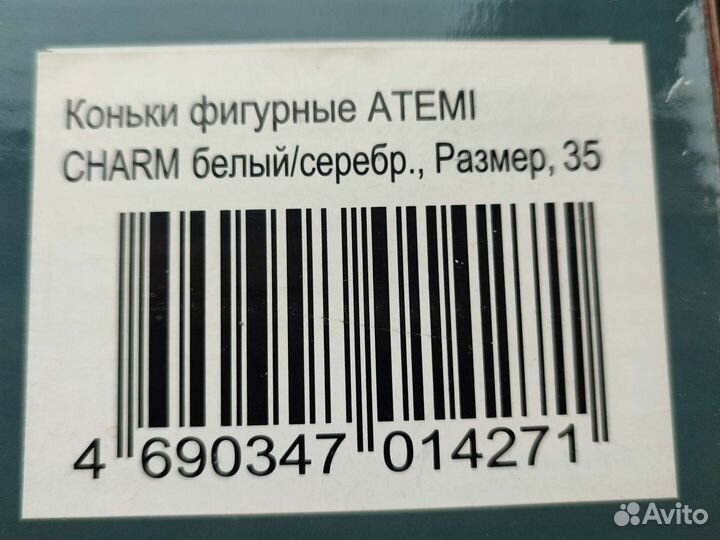 Коньки фигурные ATEMI
CHARM белый/серебр., Размер, 35
4 690347 014271
Avito